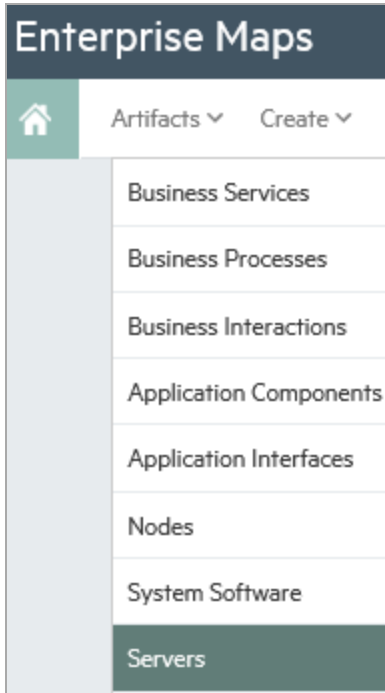 Enterprise Maps
Artifacts Create
Business Services
Business Processes
Business Interactions
Application Components
Application Interfaces
Nodes
System Software
Servers